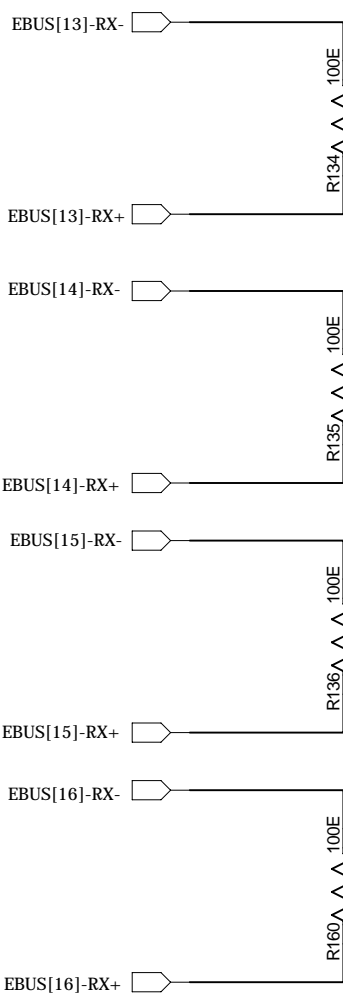 EBUS[13]-RX-
100E
R134
EBUS[13]-RX+
EBUS[14]-RX-
100E
R135
EBUS[14]-RX+
EBUS[15]-RX-
100E
R136
EBUS[15]-RX+
EBUS[16]-RX-
100E
R160
EBUS[16]-RX+